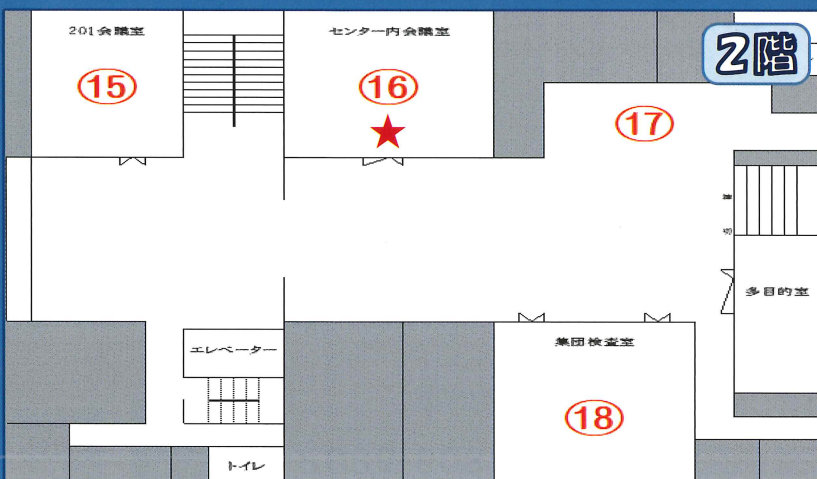 2階
201会議室
⑮
センター内会議室
⑯
⑰
多目的室
エレベーター
集団検査室
⑱
トイレ